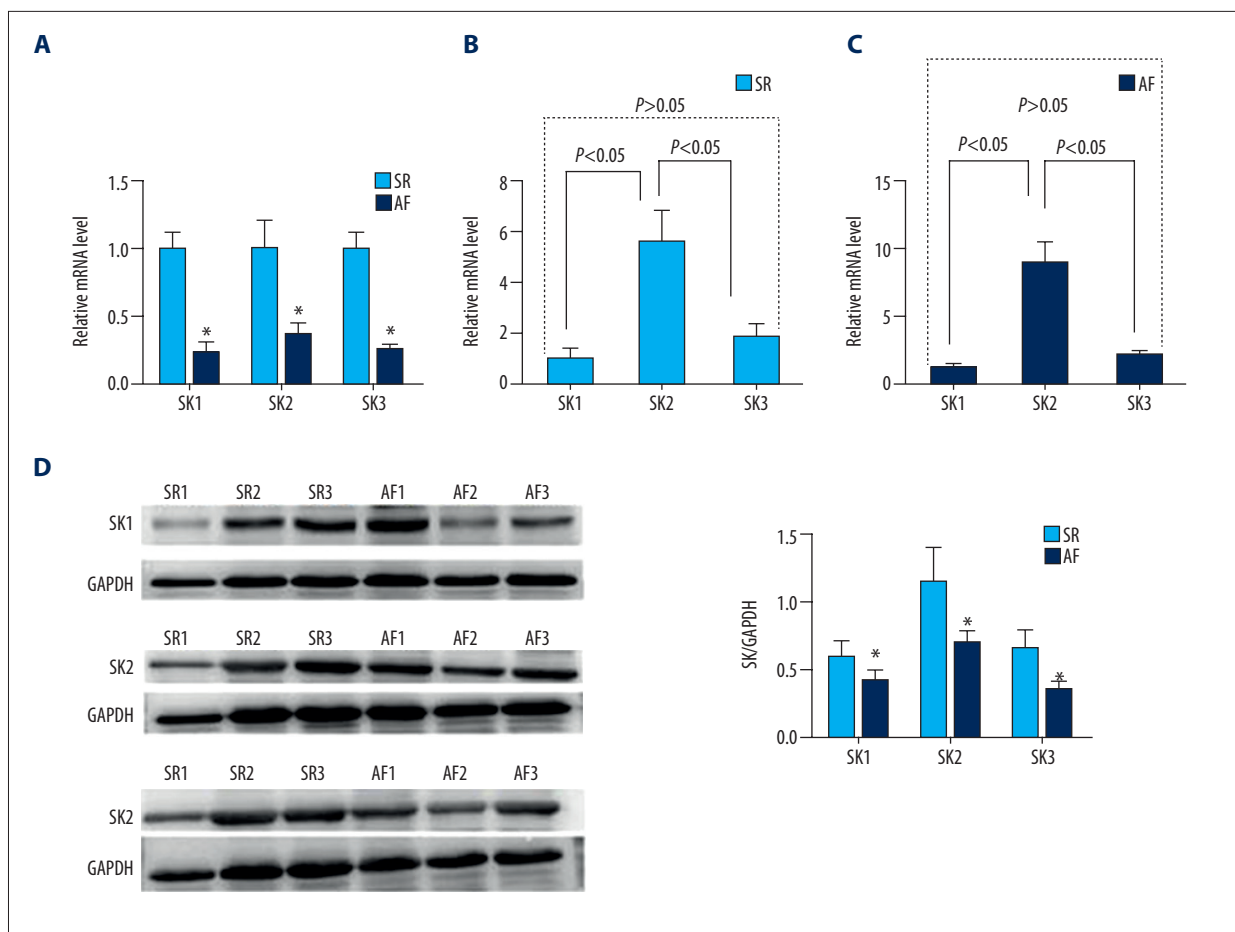 A
B
C
SR
AF
P>0.05
P>0.05
P<0.05
P<0.05
P<0.05
P<0.05
SR
AF
Relative mRNA level
1.5
1.0
0.5
0.0
*
*
*
SK1
SK2
SK3
Relative mRNA level
8
6
4
2
0
SK1
SK2
SK3
Relative mRNA level
15
10
5
0
SK1
SK2
SK3
D
SR1 SR2 SR3 AF1 AF2 AF3
SK1
GAPDH
SR1 SR2 SR3 AF1 AF2 AF3
SK2
GAPDH
SR1 SR2 SR3 AF1 AF2 AF3
SK2
GAPDH
SR
AF
SK/GAPDH
1.5
1.0
0.5
0.0
*
*
*
SK1
SK2
SK3